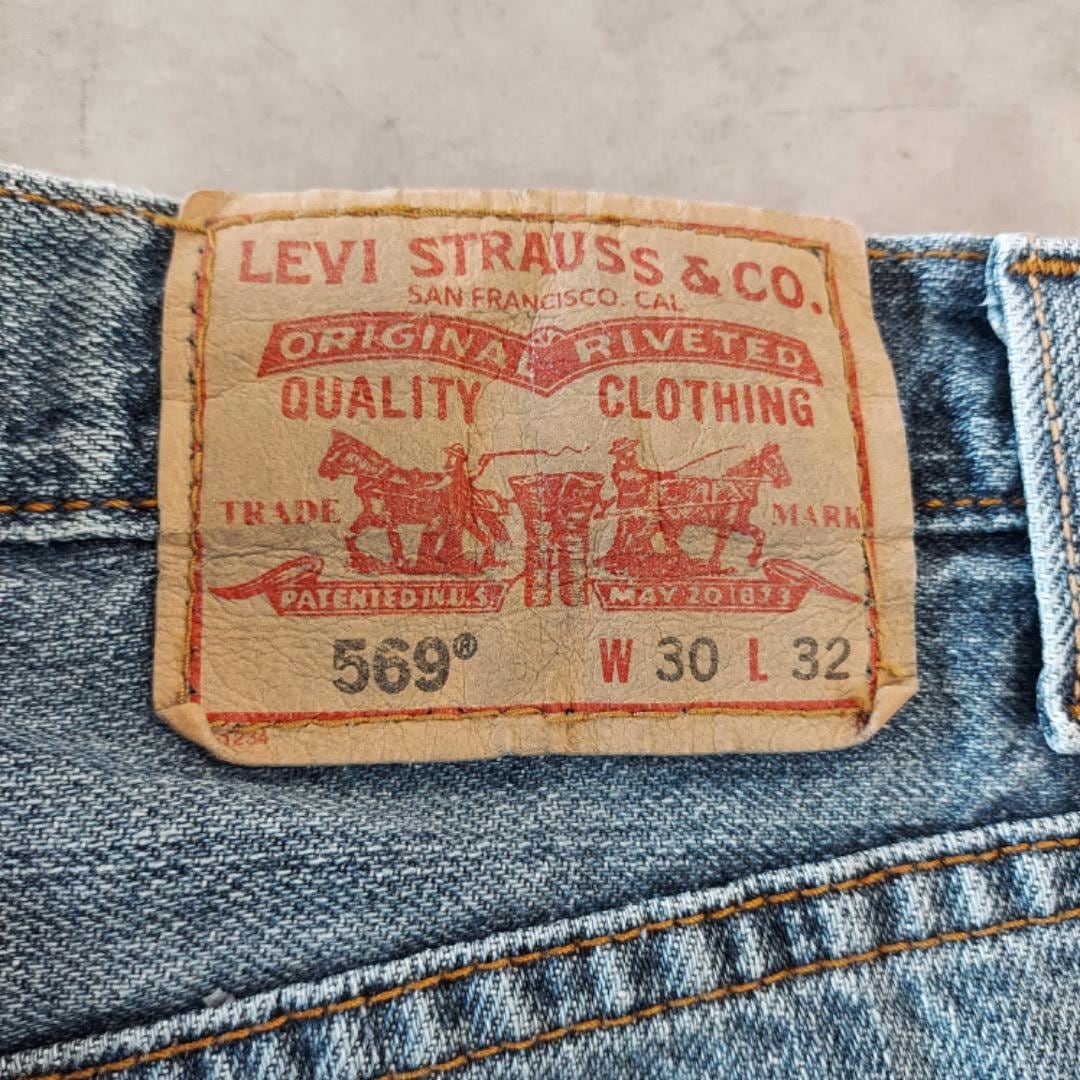 LEVI STRAUSS & CO.
SAN FRANCISCO. CAL.
ORIGINAL RIVETED
QUALITY CLOTHING
TRADE MARK
PATENTED IN U.S. MAY 20 1873
569® W 30 L 32
1234